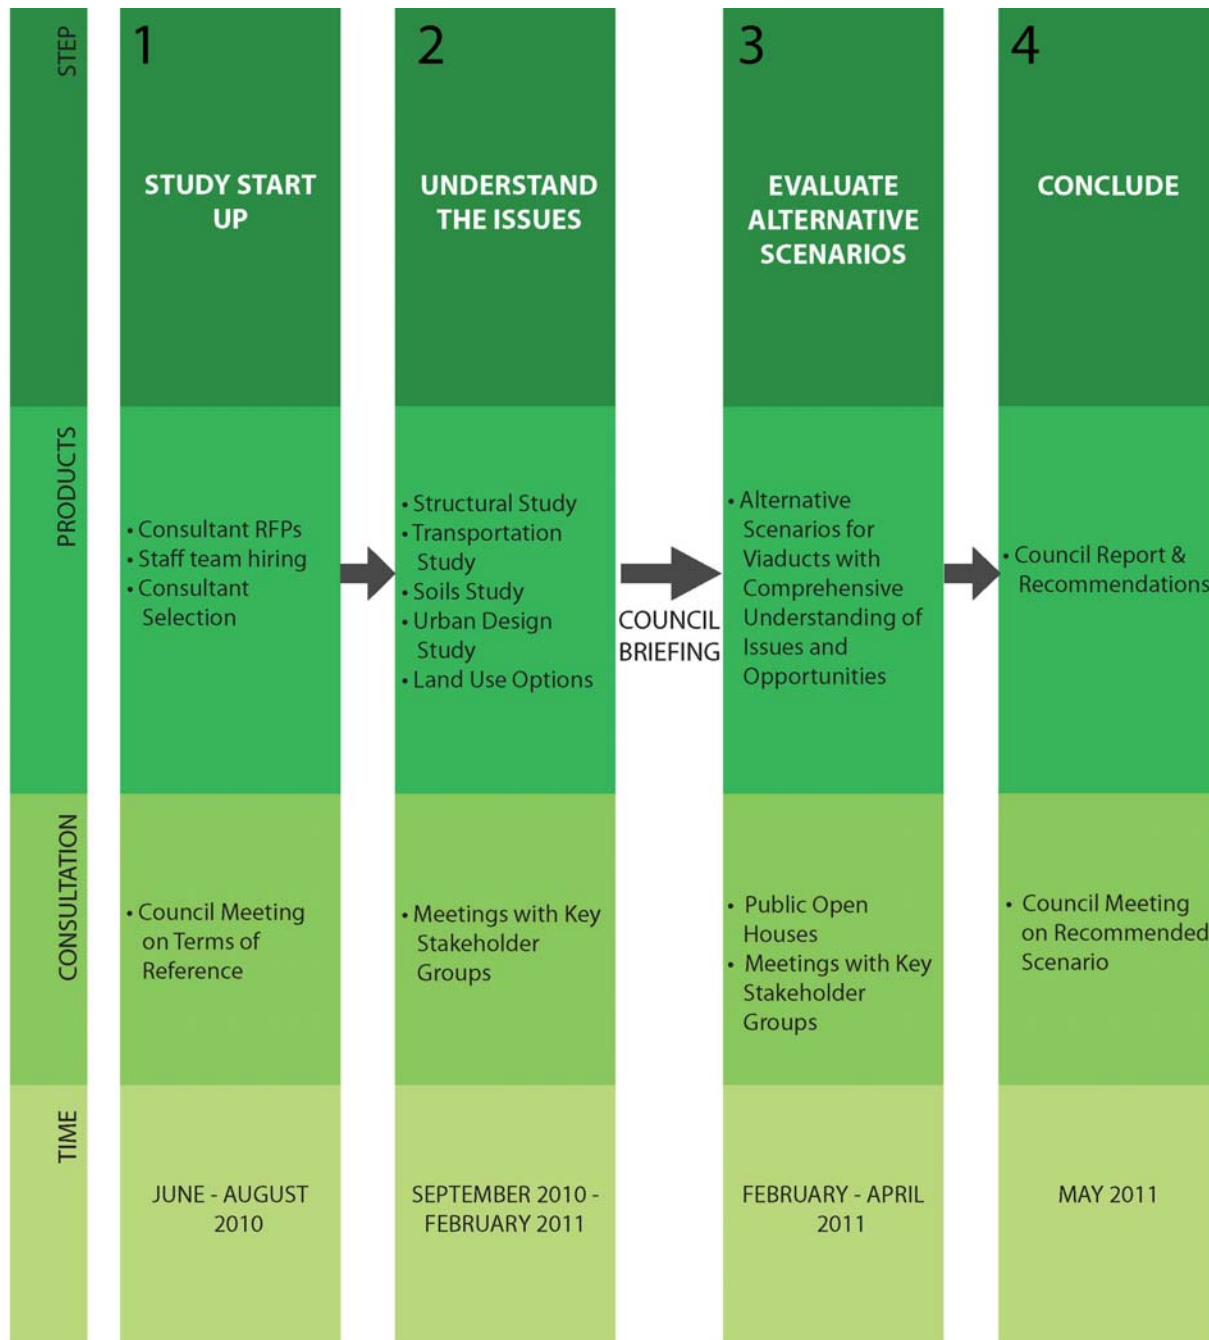 STEP
1
STUDY START
UP
2
UNDERSTAND
THE ISSUES
3
EVALUATE
ALTERNATIVE
SCENARIOS
4
CONCLUDE
PRODUCTS
• Consultant RFPs
• Staff team hiring
• Consultant
Selection
• Structural Study
• Transportation
Study
• Soils Study
• Urban Design
Study
• Land Use Options
COUNCIL
BRIEFING
• Alternative
Scenarios for
Viaducts with
Comprehensive
Understanding of
Issues and
Opportunities
• Council Report &
Recommendations
CONSULTATION
• Council Meeting
on Terms of
Reference
• Meetings with Key
Stakeholder
Groups
• Public Open
Houses
• Meetings with Key
Stakeholder
Groups
• Council Meeting
on Recommended
Scenario
TIME
JUNE - AUGUST
2010
SEPTEMBER 2010 -
FEBRUARY 2011
FEBRUARY - APRIL
2011
MAY 2011